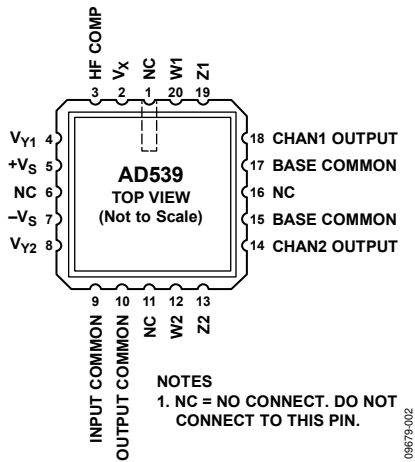 HF COMP
VX
NC
W1
Z1
3 2 1 20 19
VY1 4
+VS 5
NC 6
–VS 7
VY2 8
AD539
TOP VIEW
(Not to Scale)
18 CHAN1 OUTPUT
17 BASE COMMON
16 NC
15 BASE COMMON
14 CHAN2 OUTPUT
9 10 11 12 13
INPUT COMMON
OUTPUT COMMON
NC
W2
Z2
NOTES
1. NC = NO CONNECT. DO NOT
CONNECT TO THIS PIN.
09679-002